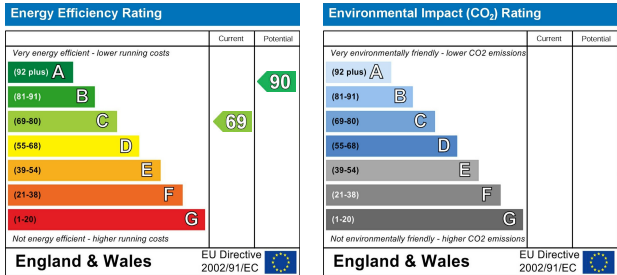 Energy Efficiency Rating
Current Potential
Very energy efficient - lower running costs
(92 plus) A
(81-91) B
(69-80) C
(55-68) D
(39-54) E
(21-38) F
(1-20) G
69
90
Not energy efficient - higher running costs
England & Wales
EU Directive
2002/91/EC
Environmental Impact (CO2) Rating
Current Potential
Very environmentally friendly - lower CO2 emissions
(92 plus) A
(81-91) B
(69-80) C
(55-68) D
(39-54) E
(21-38) F
(1-20) G
Not environmentally friendly - higher CO2 emissions
England & Wales
EU Directive
2002/91/EC